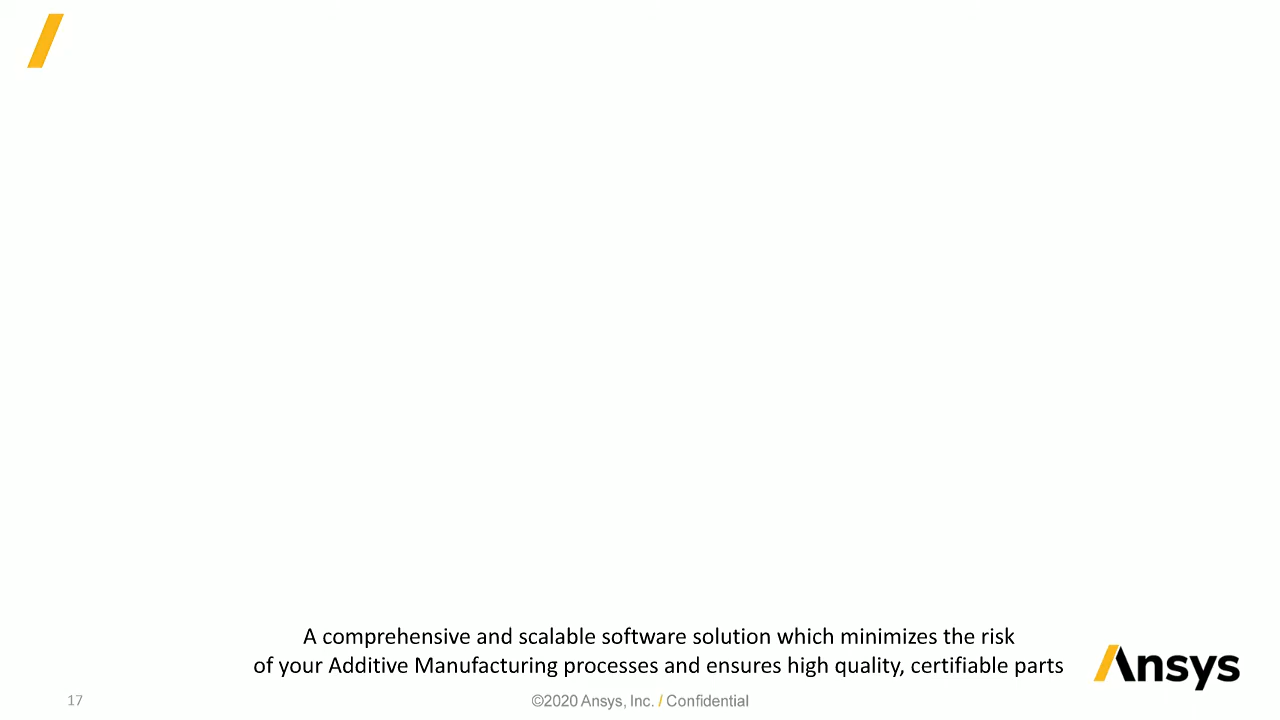 A comprehensive and scalable software solution which minimizes the risk
of your Additive Manufacturing processes and ensures high quality, certifiable parts
Ansys
17
©2020 Ansys, Inc. / Confidential